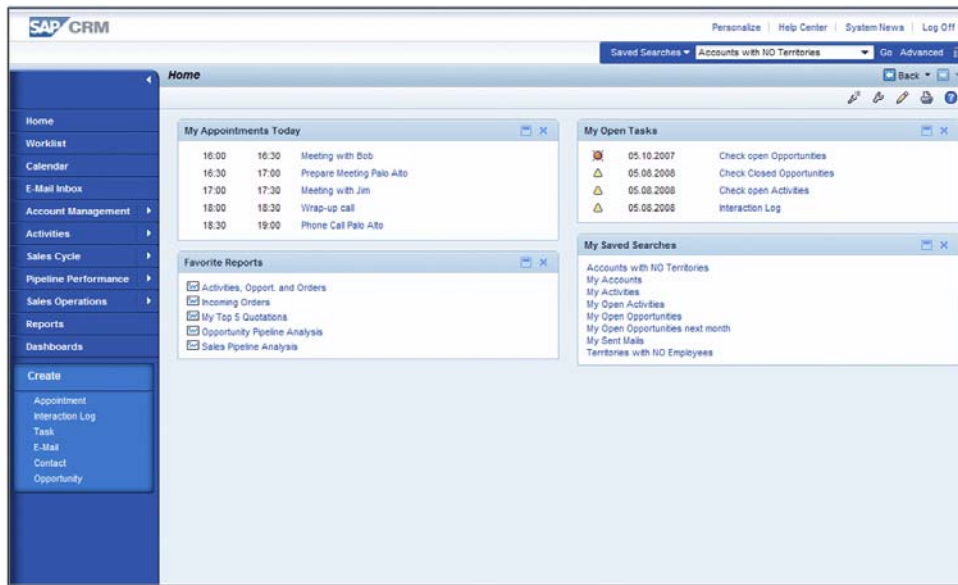 SAP CRM
Personalize | Help Center | System News | Log Off
Saved Searches Accounts with NO Territories Go Advanced
Home
Back
Home
Worklist
Calendar
E-Mail Inbox
Account Management
Activities
Sales Cycle
Pipeline Performance
Sales Operations
Reports
Dashboards
Create
Appointment
Interaction Log
Task
E-Mail
Contact
Opportunity
My Appointments Today
16:00 16:30 Meeting with Bob
16:30 17:00 Prepare Meeting Palo Alto
17:00 17:30 Meeting with Jim
18:00 18:30 Wrap-up call
18:30 19:00 Phone Call Palo Alto
Favorite Reports
Activities, Opport. and Orders
Incoming Orders
My Top 5 Quotations
Opportunity Pipeline Analysis
Sales Pipeline Analysis
My Open Tasks
05.10.2007 Check open Opportunities
05.08.2008 Check Closed Opportunities
05.08.2008 Check open Activities
05.08.2008 Interaction Log
My Saved Searches
Accounts with NO Territories
My Accounts
My Activities
My Open Activities
My Open Opportunities
My Open Opportunities next month
My Sent Mails
Territories with NO Employees